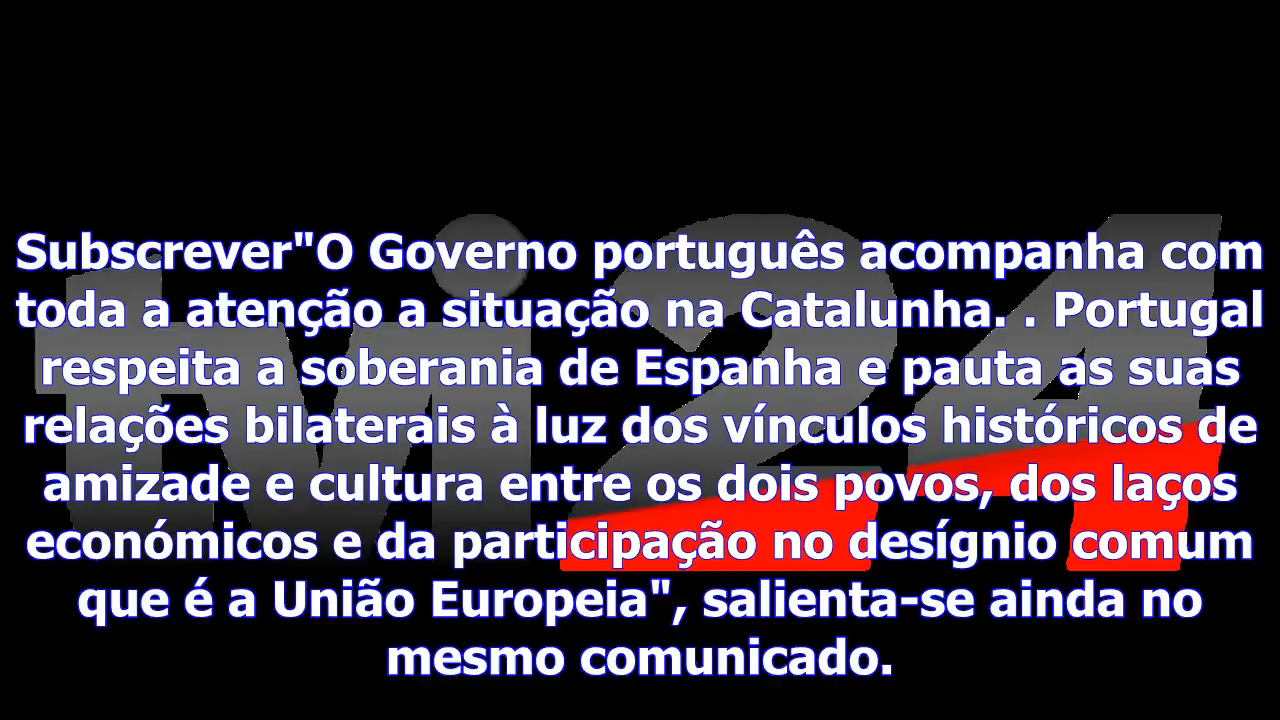 Subscrever"O Governo português acompanha com
toda a atenção a situação na Catalunha. . Portugal
respeita a soberania de Espanha e pauta as suas
relações bilaterais à luz dos vínculos históricos de
amizade e cultura entre os dois povos, dos laços
económicos e da participação no desígnio comum
que é a União Europeia", salienta-se ainda no
mesmo comunicado.
tvi24